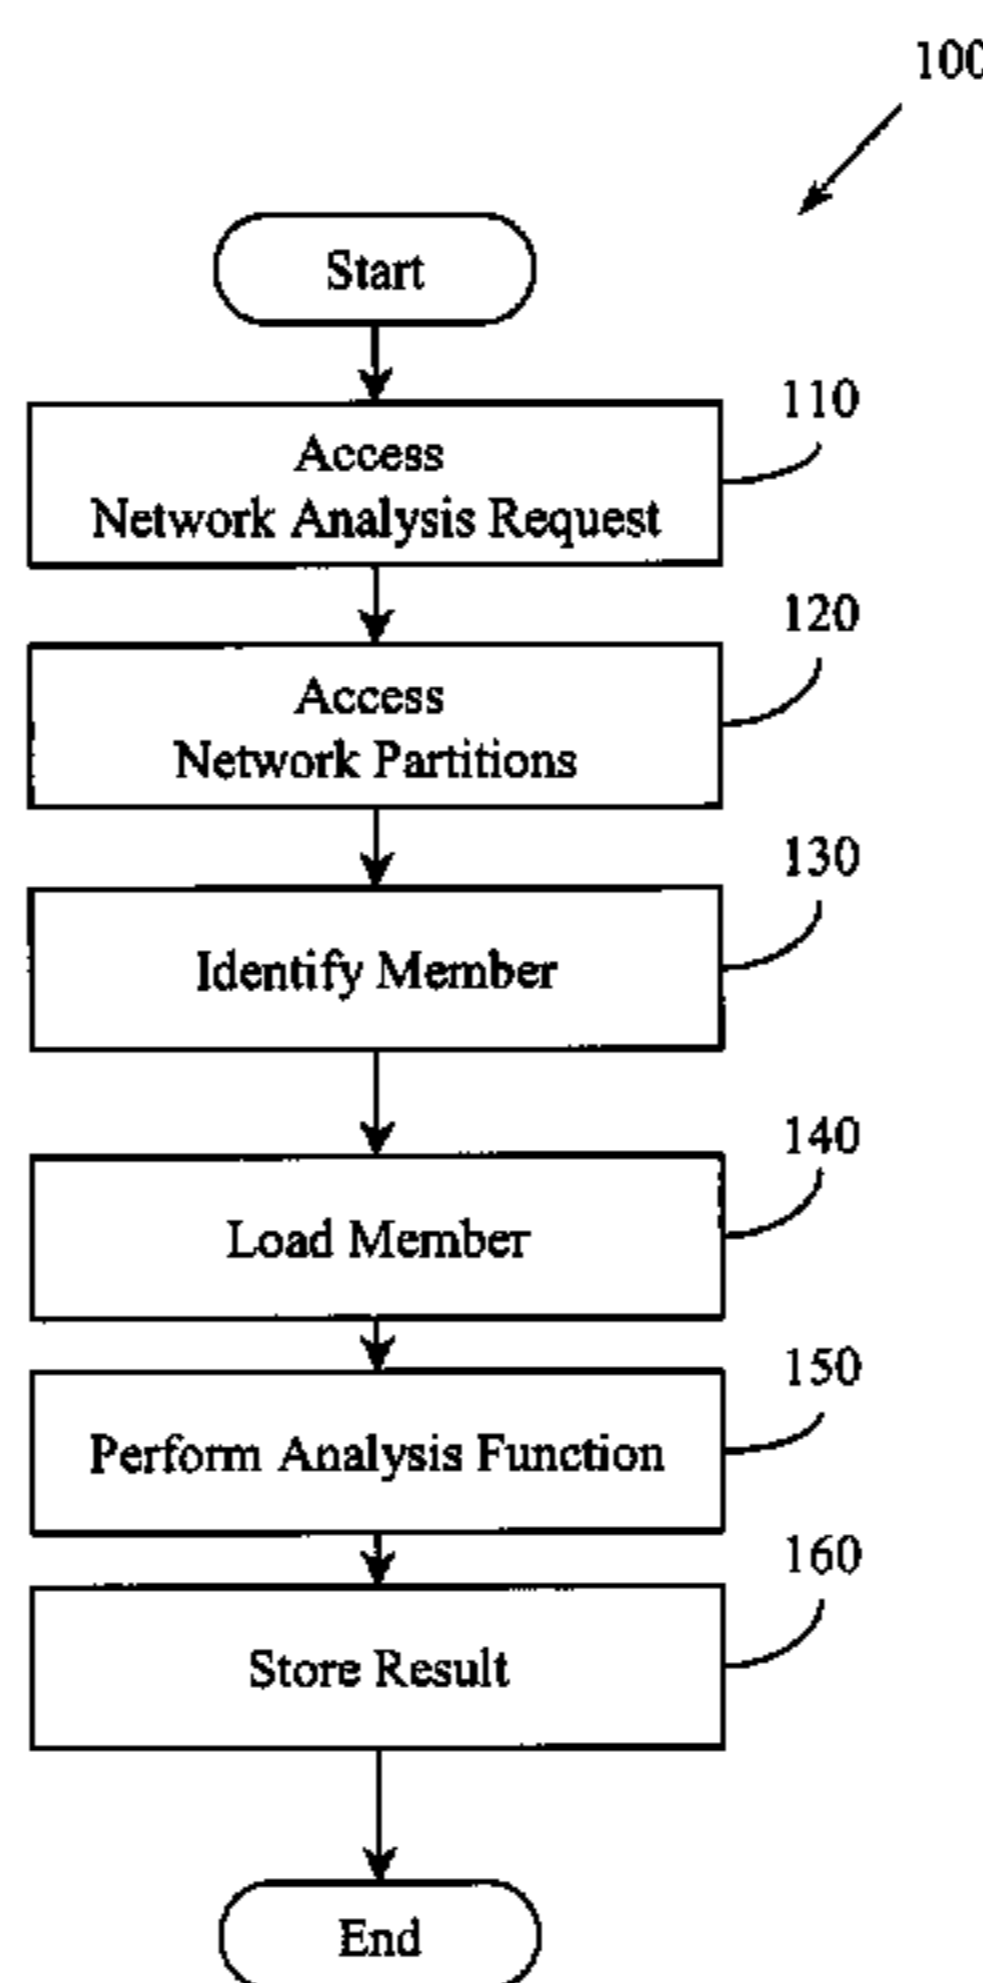 100
Start
110
Access
Network Analysis Request
120
Access
Network Partitions
130
Identify Member
140
Load Member
150
Perform Analysis Function
160
Store Result
End